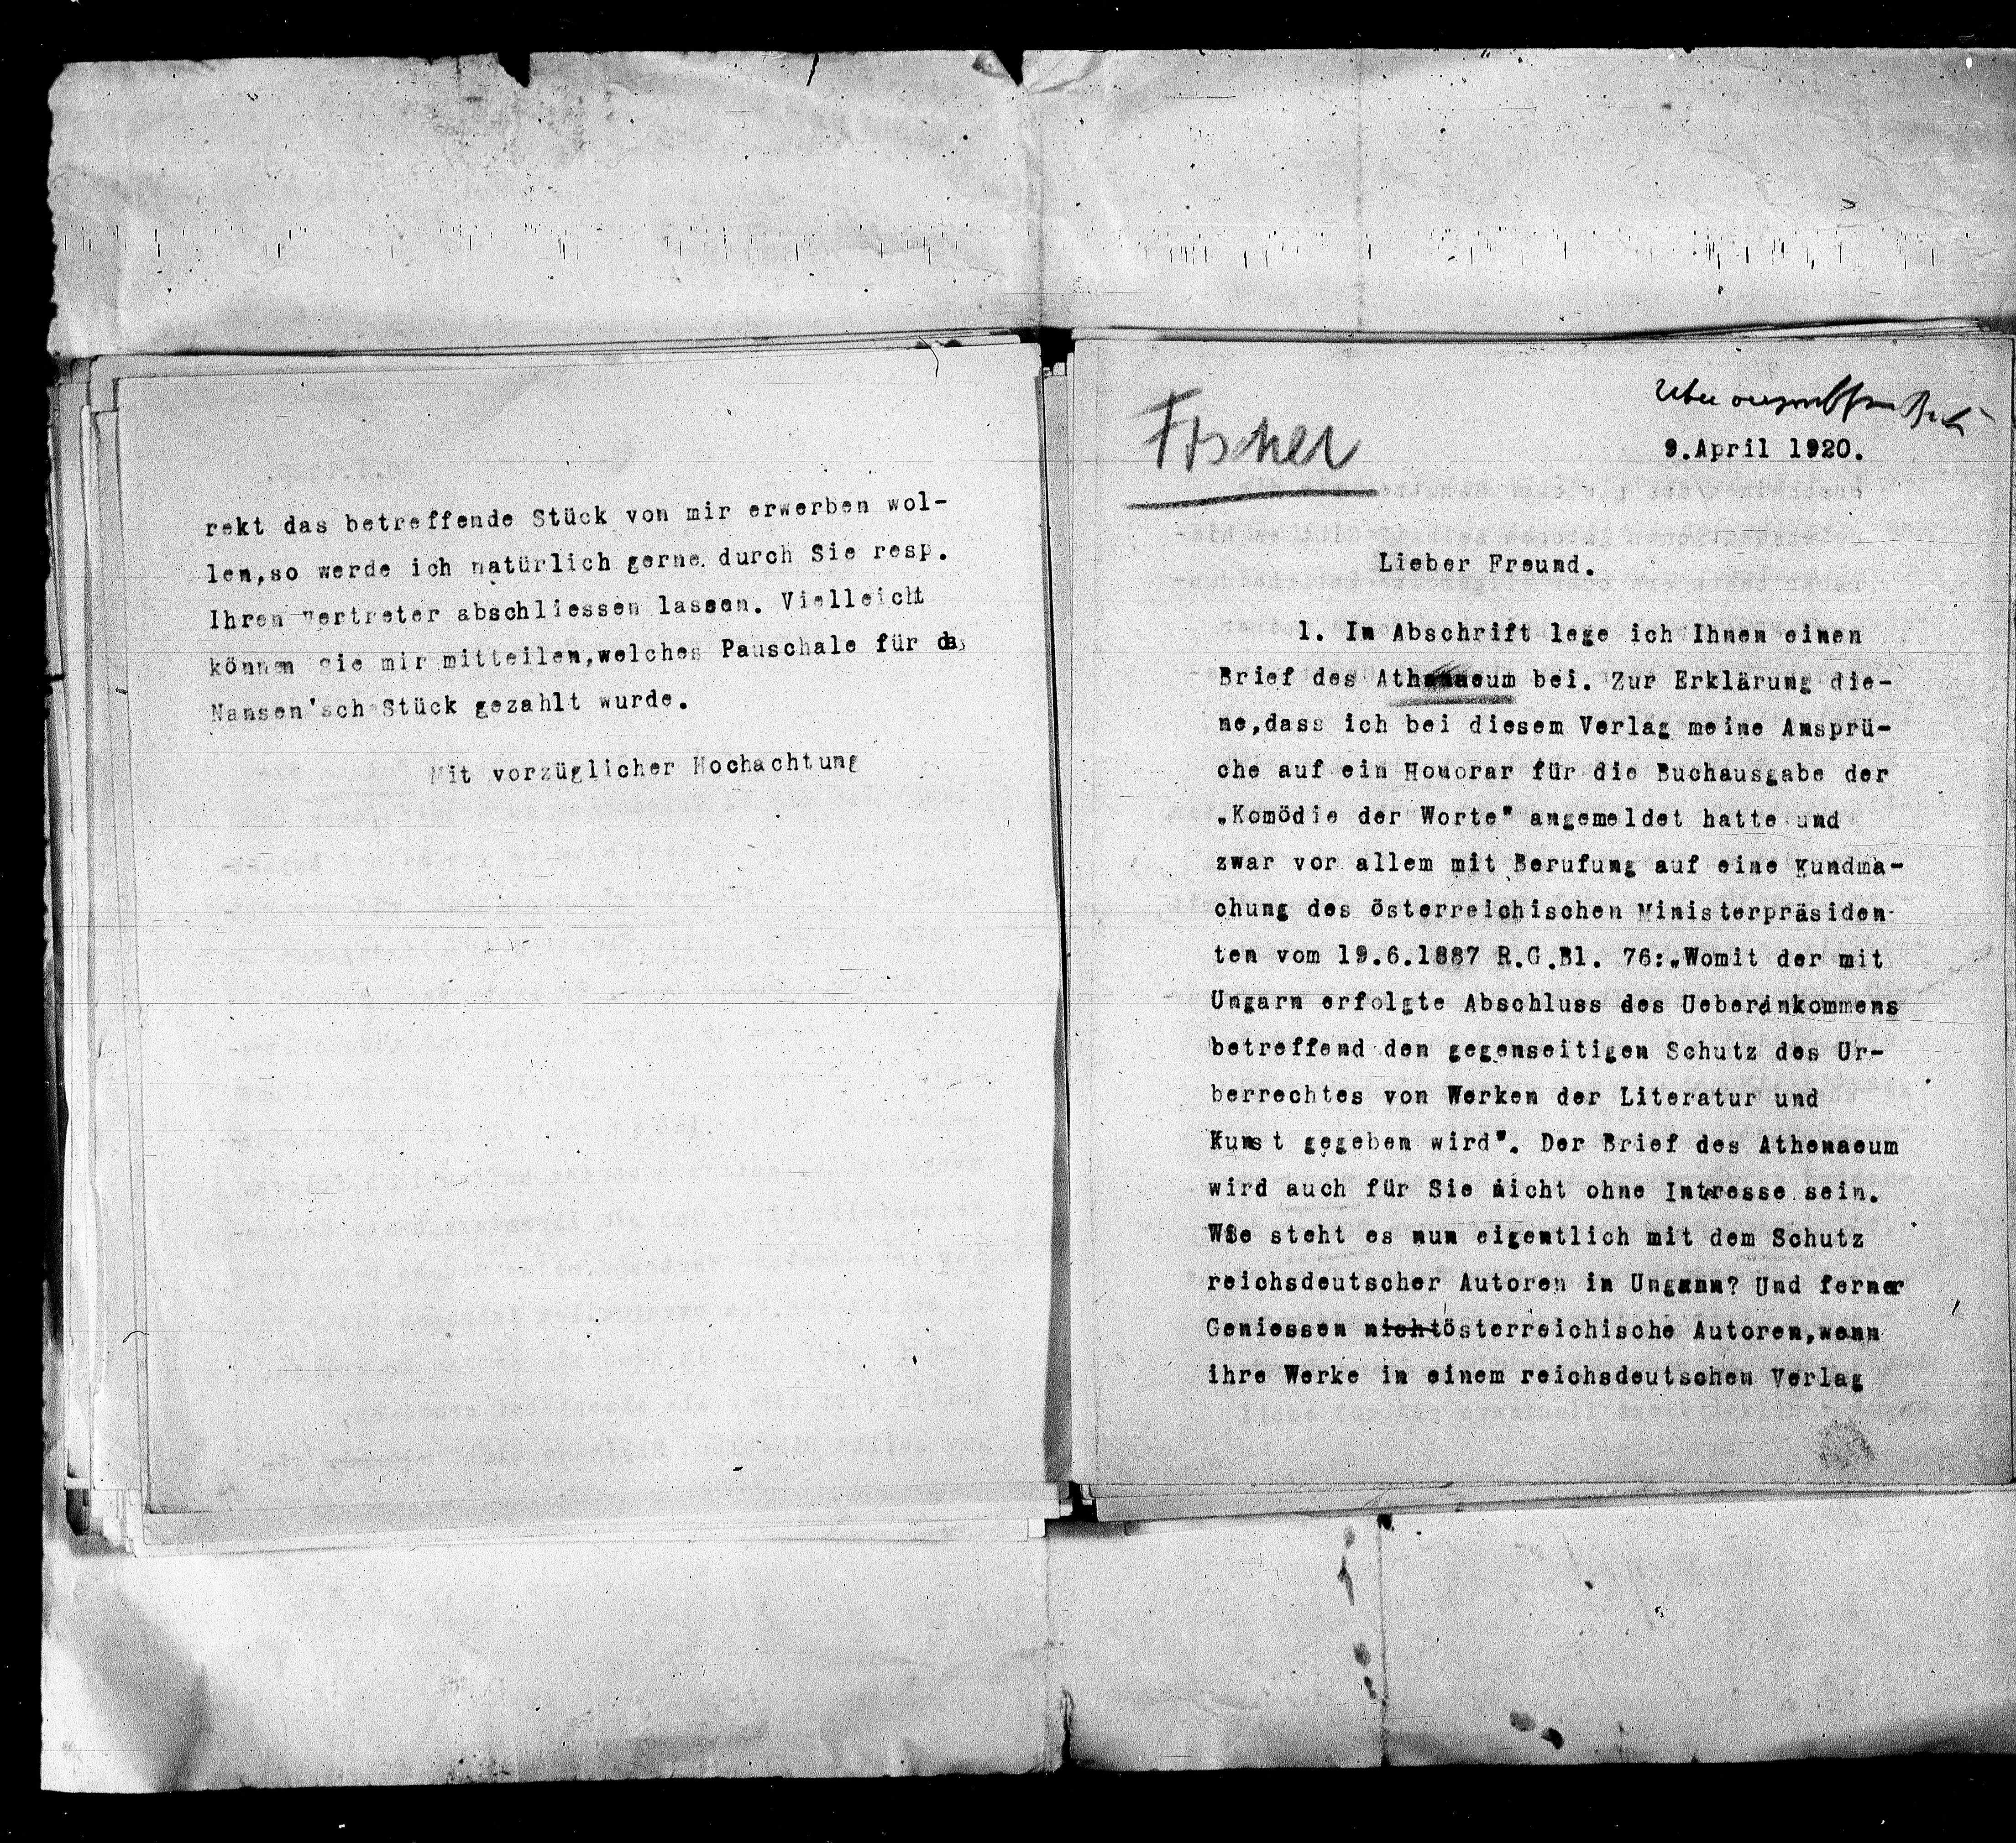 rekt das betreffende Stück von mir erwerben wol-
len,so werde ich natürlich gerne durch Sie resp.
Ihren Vertreter abschliessen lassen. Vielleicht
können Sie mir mitteilen,welches Pauschale für das
Nansen'sche Stück gezahlt wurde.
Mit vorzüglicher Hochachtung
Fischer
9.April 1920.
Lieber Freund.
1. In Abschrift lege ich Ihnen einen
Brief des Athenaeum bei. Zur Erklärung die-
ne,dass ich bei diesem Verlag meine Ansprü-
che auf ein Honorar für die Buchausgabe der
„Komödie der Worte" angemeldet hatte und
zwar vor allem mit Berufung auf eine Kundma-
chung des österreichischen Ministerpräsiden-
ten vom 19.6.1887 R.G.Bl. 76:„Womit der mit
Ungarn erfolgte Abschluss des Uebereinkommens
betreffend den gegenseitigen Schutz des Ur-
berrechtes von Werken der Literatur und
Kunst gegeben wird". Der Brief des Athenaeum
wird auch für Sie nicht ohne Intresse sein.
Wie steht es nun eigentlich mit dem Schutz
reichsdeutscher Autoren in Ungarn? Und ferner
Geniessen nicht österreichische Autoren,wenn
ihre Werke in einem reichsdeutschen Verlag